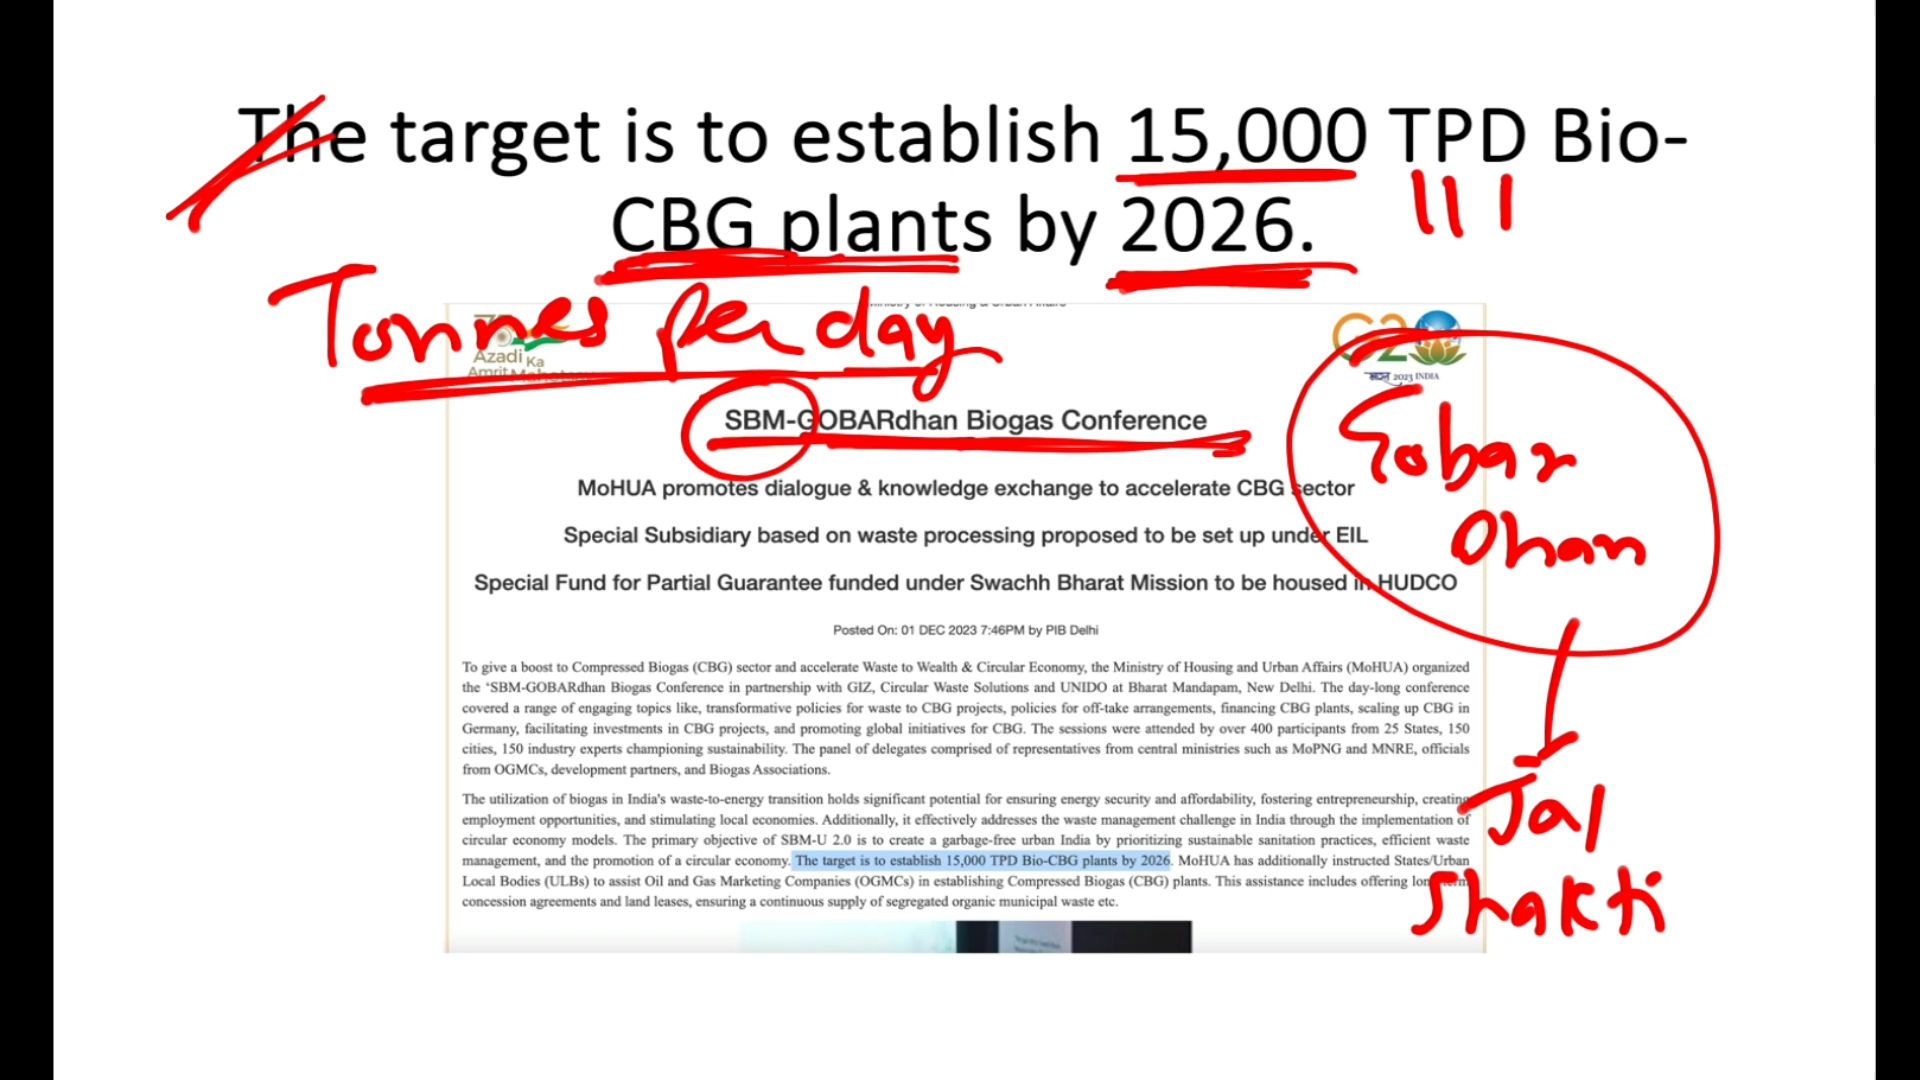 The target is to establish 15,000 TPD Bio-
CBG plants by 2026.
Tonnes per day
Ministry of Housing & Urban Affairs
Azadi Ka
Amrit Mahotsav
G20
भारत 2023 INDIA
SBM-GOBARdhan Biogas Conference
Gobar
Dhan
MoHUA promotes dialogue & knowledge exchange to accelerate CBG sector
Special Subsidiary based on waste processing proposed to be set up under EIL
Special Fund for Partial Guarantee funded under Swachh Bharat Mission to be housed in HUDCO
Posted On: 01 DEC 2023 7:46PM by PIB Delhi
To give a boost to Compressed Biogas (CBG) sector and accelerate Waste to Wealth & Circular Economy, the Ministry of Housing and Urban Affairs (MoHUA) organized
the ‘SBM-GOBARdhan Biogas Conference in partnership with GIZ, Circular Waste Solutions and UNIDO at Bharat Mandapam, New Delhi. The day-long conference
covered a range of engaging topics like, transformative policies for waste to CBG projects, policies for off-take arrangements, financing CBG plants, scaling up CBG in
Germany, facilitating investments in CBG projects, and promoting global initiatives for CBG. The sessions were attended by over 400 participants from 25 States, 150
cities, 150 industry experts championing sustainability. The panel of delegates comprised of representatives from central ministries such as MoPNG and MNRE, officials
from OGMCs, development partners, and Biogas Associations.
The utilization of biogas in India's waste-to-energy transition holds significant potential for ensuring energy security and affordability, fostering entrepreneurship, creating
employment opportunities, and stimulating local economies. Additionally, it effectively addresses the waste management challenge in India through the implementation of
circular economy models. The primary objective of SBM-U 2.0 is to create a garbage-free urban India by prioritizing sustainable sanitation practices, efficient waste
management, and the promotion of a circular economy. The target is to establish 15,000 TPD Bio-CBG plants by 2026. MoHUA has additionally instructed States/Urban
Local Bodies (ULBs) to assist Oil and Gas Marketing Companies (OGMCs) in establishing Compressed Biogas (CBG) plants. This assistance includes offering long-term
concession agreements and land leases, ensuring a continuous supply of segregated organic municipal waste etc.
Jal
Shakti